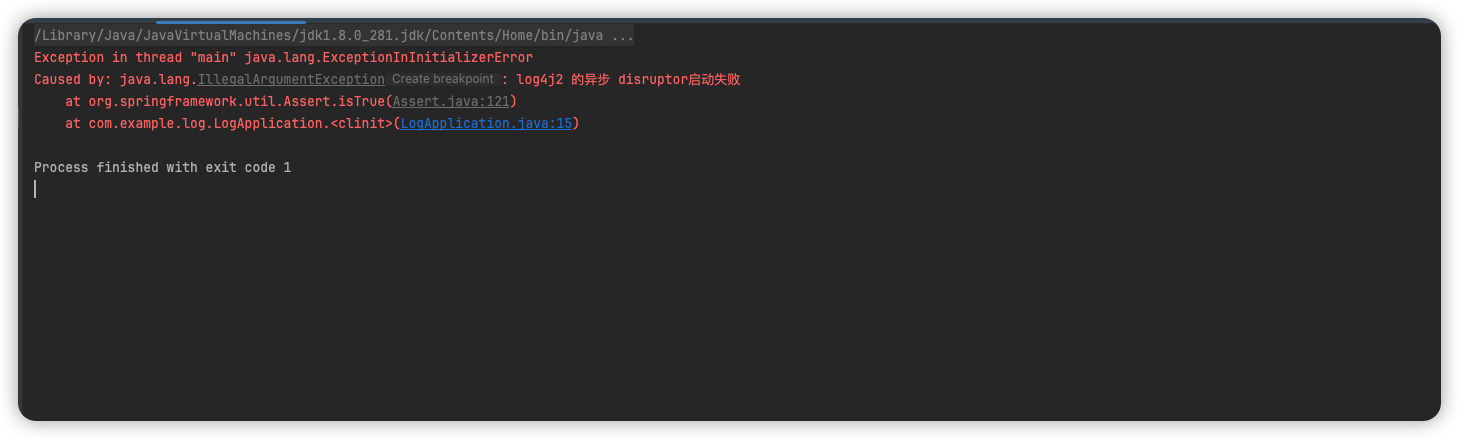 /Library/Java/JavaVirtualMachines/jdk1.8.0_281.jdk/Contents/Home/bin/java ...
Exception in thread "main" java.lang.ExceptionInInitializerError
Caused by: java.lang.IllegalArgumentException Create breakpoint : log4j2 的异步 disruptor启动失败
    at org.springframework.util.Assert.isTrue(Assert.java:121)
    at com.example.log.LogApplication.<clinit>(LogApplication.java:15)
Process finished with exit code 1